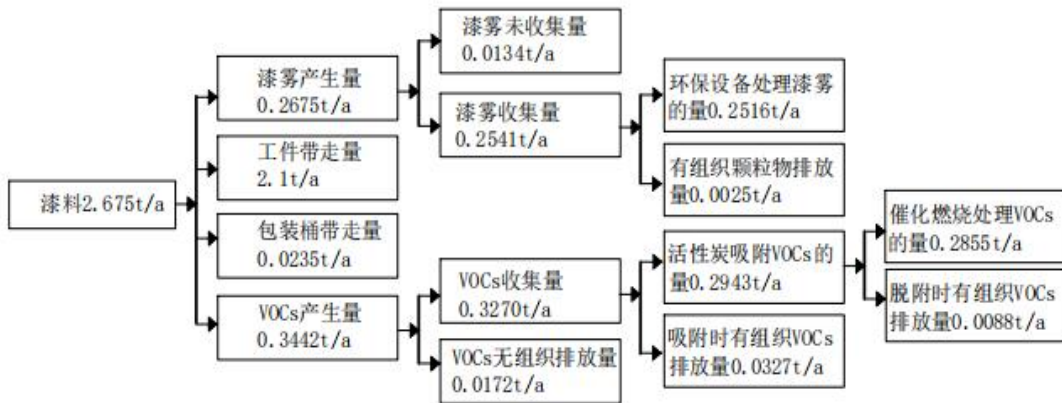 漆料2.675t/a
漆雾产生量
0.2675t/a
工件带走量
2.1t/a
包装桶带走量
0.0235t/a
VOCs产生量
0.3442t/a
漆雾未收集量
0.0134t/a
漆雾收集量
0.2541t/a
VOCs收集量
0.3270t/a
VOCs无组织排放量
0.0172t/a
环保设备处理漆雾
的量0.2516t/a
有组织颗粒物排放
量0.0025t/a
活性炭吸附VOCs的
量0.2943t/a
吸附时有组织VOCs
排放量0.0327t/a
催化燃烧处理VOCs
的量0.2855t/a
脱附时有组织VOCs
排放量0.0088t/a